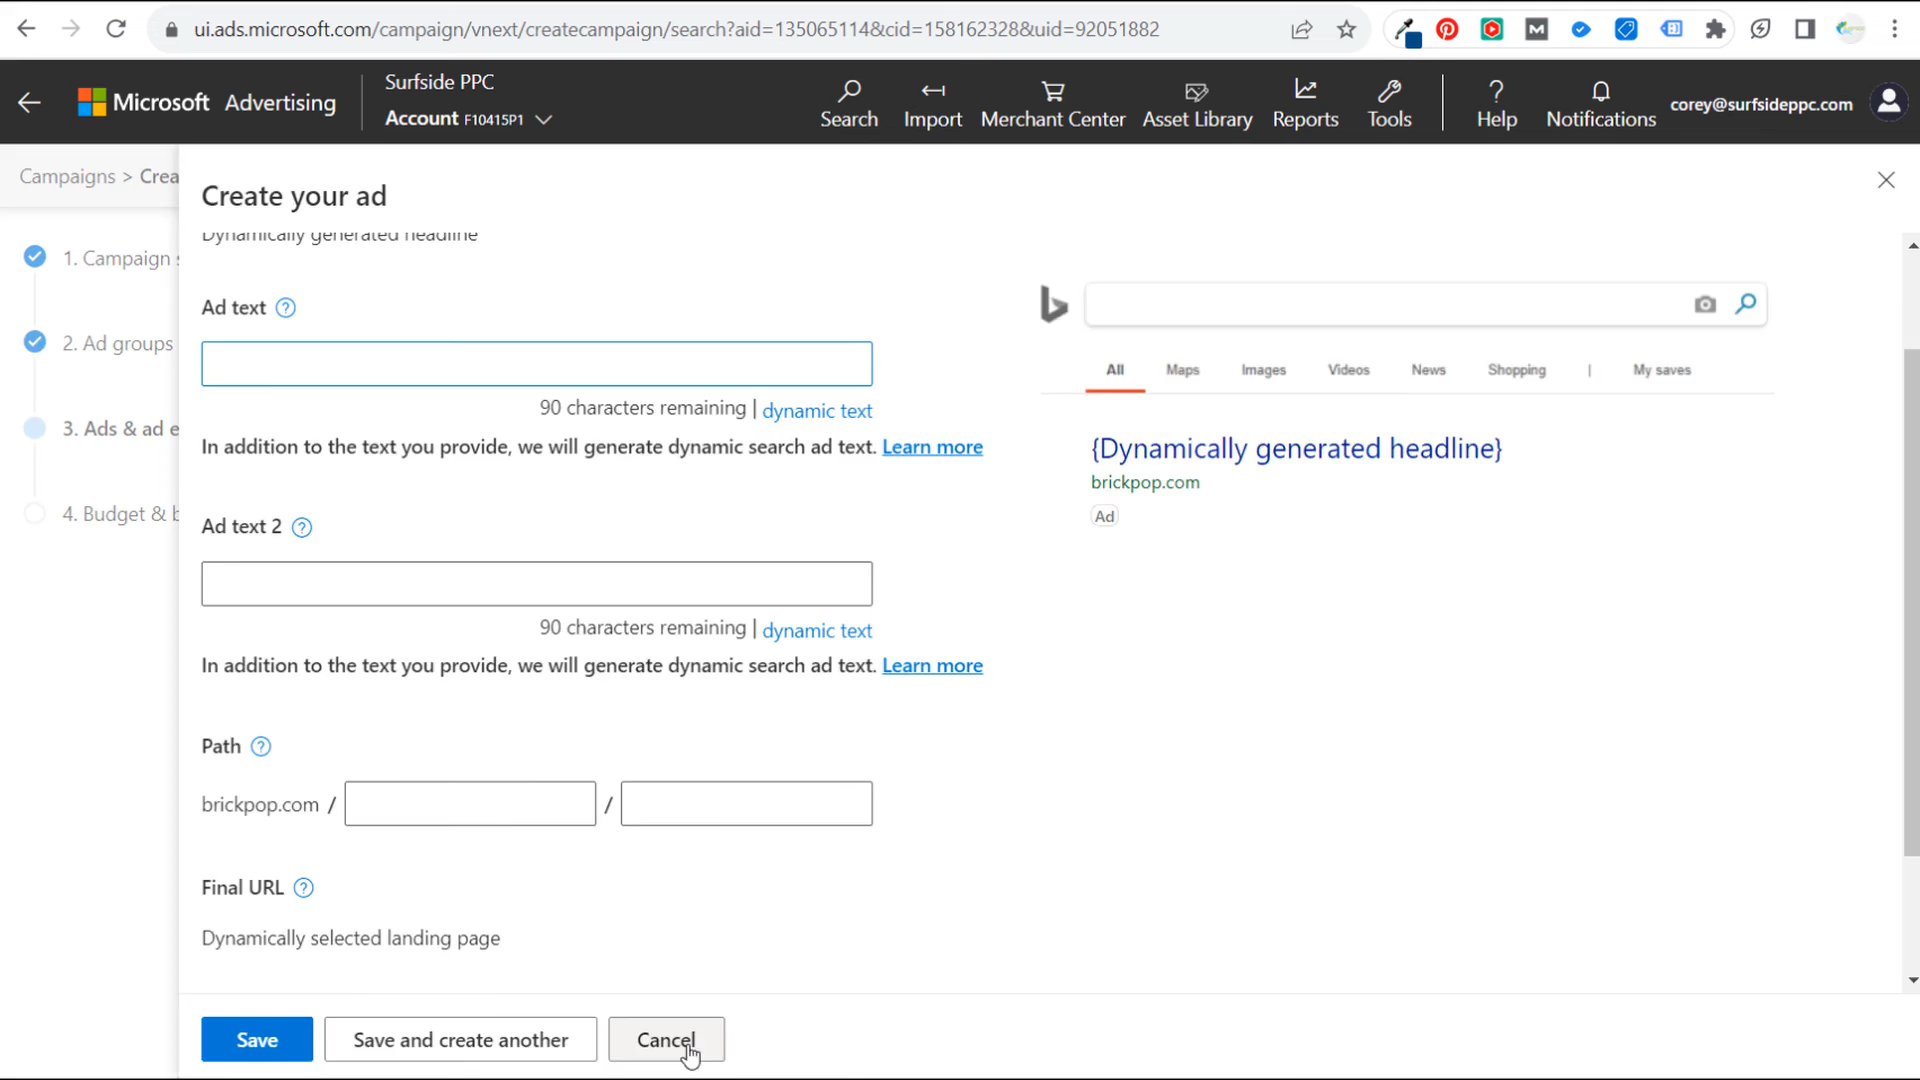 ui.ads.microsoft.com/campaign/vnext/createcampaign/search?aid=135065114&cid=158162328&uid=92051882
Microsoft Advertising
Surfside PPC
Account F10415P1
Search
Import
Merchant Center
Asset Library
Reports
Tools
Help
Notifications
corey@surfsideppc.com
Campaigns > Crea
1. Campaign s
2. Ad groups
3. Ads & ad e
4. Budget & b
Create your ad
Dynamically generated headline
Ad text
90 characters remaining | dynamic text
In addition to the text you provide, we will generate dynamic search ad text. Learn more
Ad text 2
90 characters remaining | dynamic text
In addition to the text you provide, we will generate dynamic search ad text. Learn more
Path
brickpop.com / /
Final URL
Dynamically selected landing page
Save
Save and create another
Cancel
All Maps Images Videos News Shopping | My saves
{Dynamically generated headline}
brickpop.com
Ad